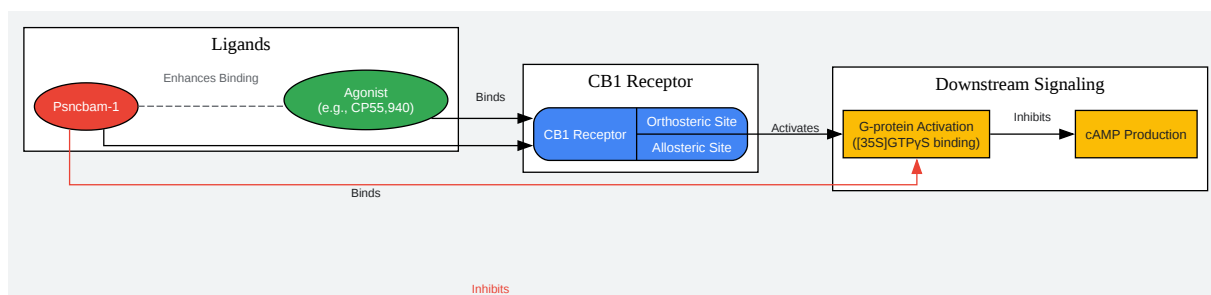 Ligands
Enhances Binding
Psncbam-1
Agonist
(e.g., CP55,940)
Binds
CB1 Receptor
CB1 Receptor
Orthosteric Site
Allosteric Site
Activates
Downstream Signaling
G-protein Activation
([35S]GTPγS binding)
Inhibits
cAMP Production
Binds
Inhibits